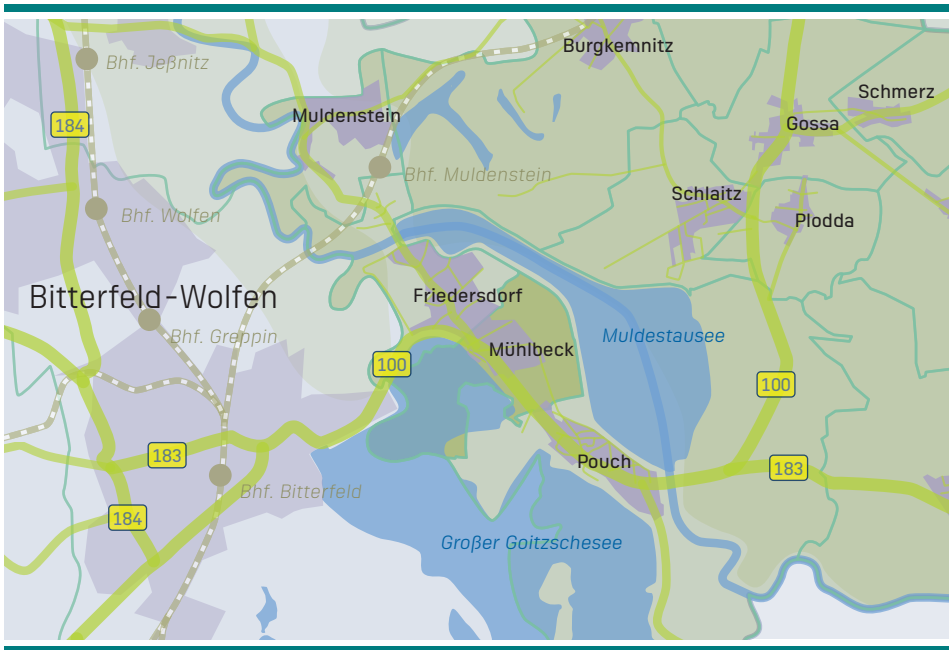 Burgkemnitz
Bhf. Jeßnitz
Schmerz
Muldenstein
184
Gossa
Bhf. Muldenstein
Schlaitz
Bhf. Wolfen
Plodda
Bitterfeld-Wolfen
Friedersdorf
Bhf. Greppin
Muldestausee
Mühlbeck
100
100
183
Pouch
183
Bhf. Bitterfeld
184
Großer Goitzschesee